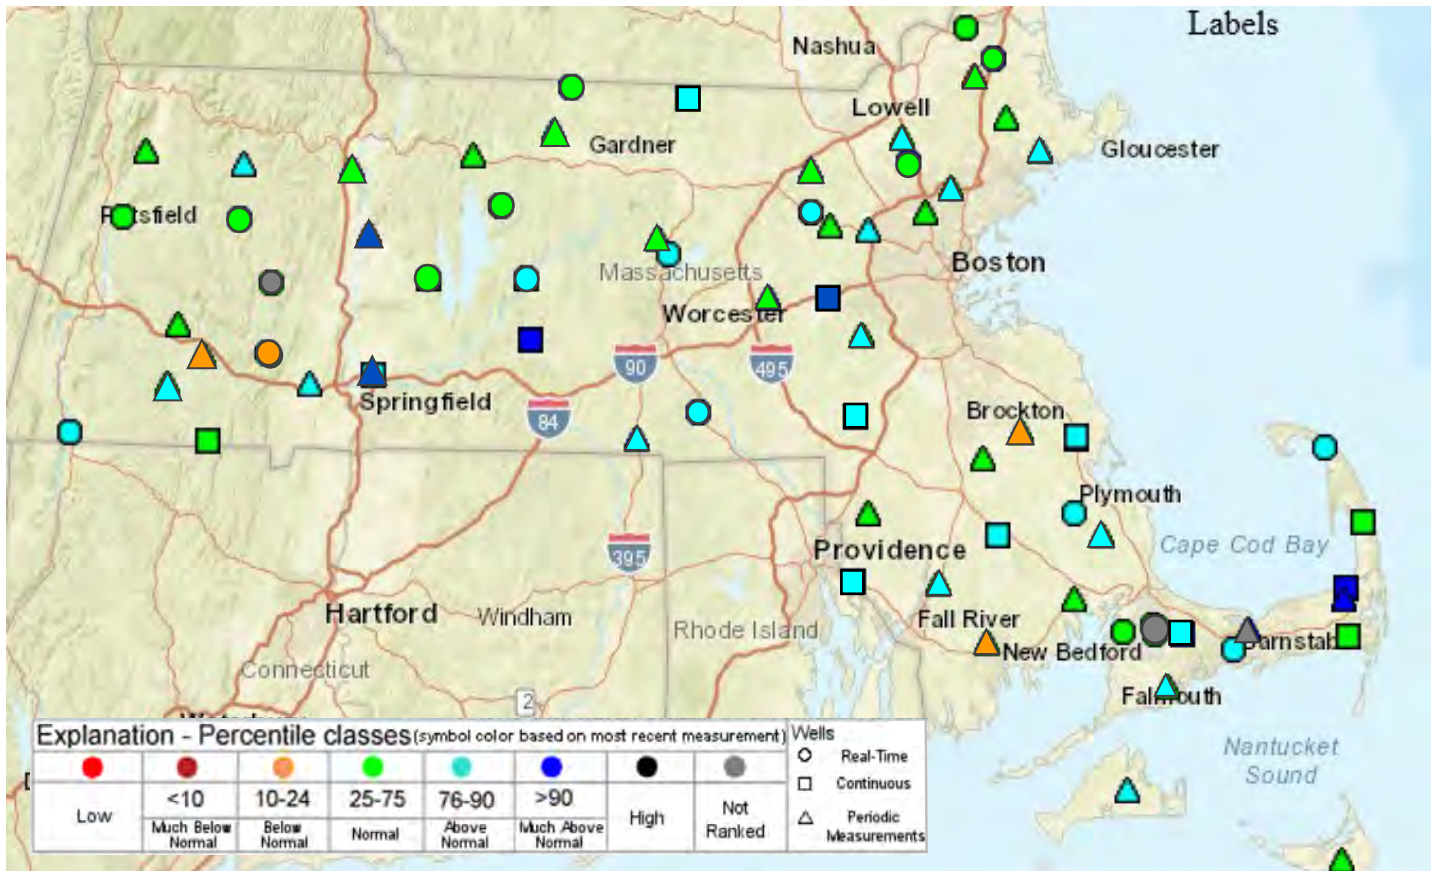 Labels
Nashua
Lowell
Gardner
Gloucester
Pittsfield
Boston
Massachusetts
Worcester
90
495
Springfield
84
Brockton
Plymouth
Cape Cod Bay
Providence
395
Hartford
Windham
Fall River
Rhode Island
New Bedford
Connecticut
Falmouth
2
Nantucket
Sound
Explanation - Percentile classes (symbol color based on most recent measurement)
Wells
Real-Time
Continuous
Periodic
Measurements
Low
<10
10-24
25-75
76-90
>90
High
Not
Ranked
Much Below
Normal
Below
Normal
Normal
Above
Normal
Much Above
Normal